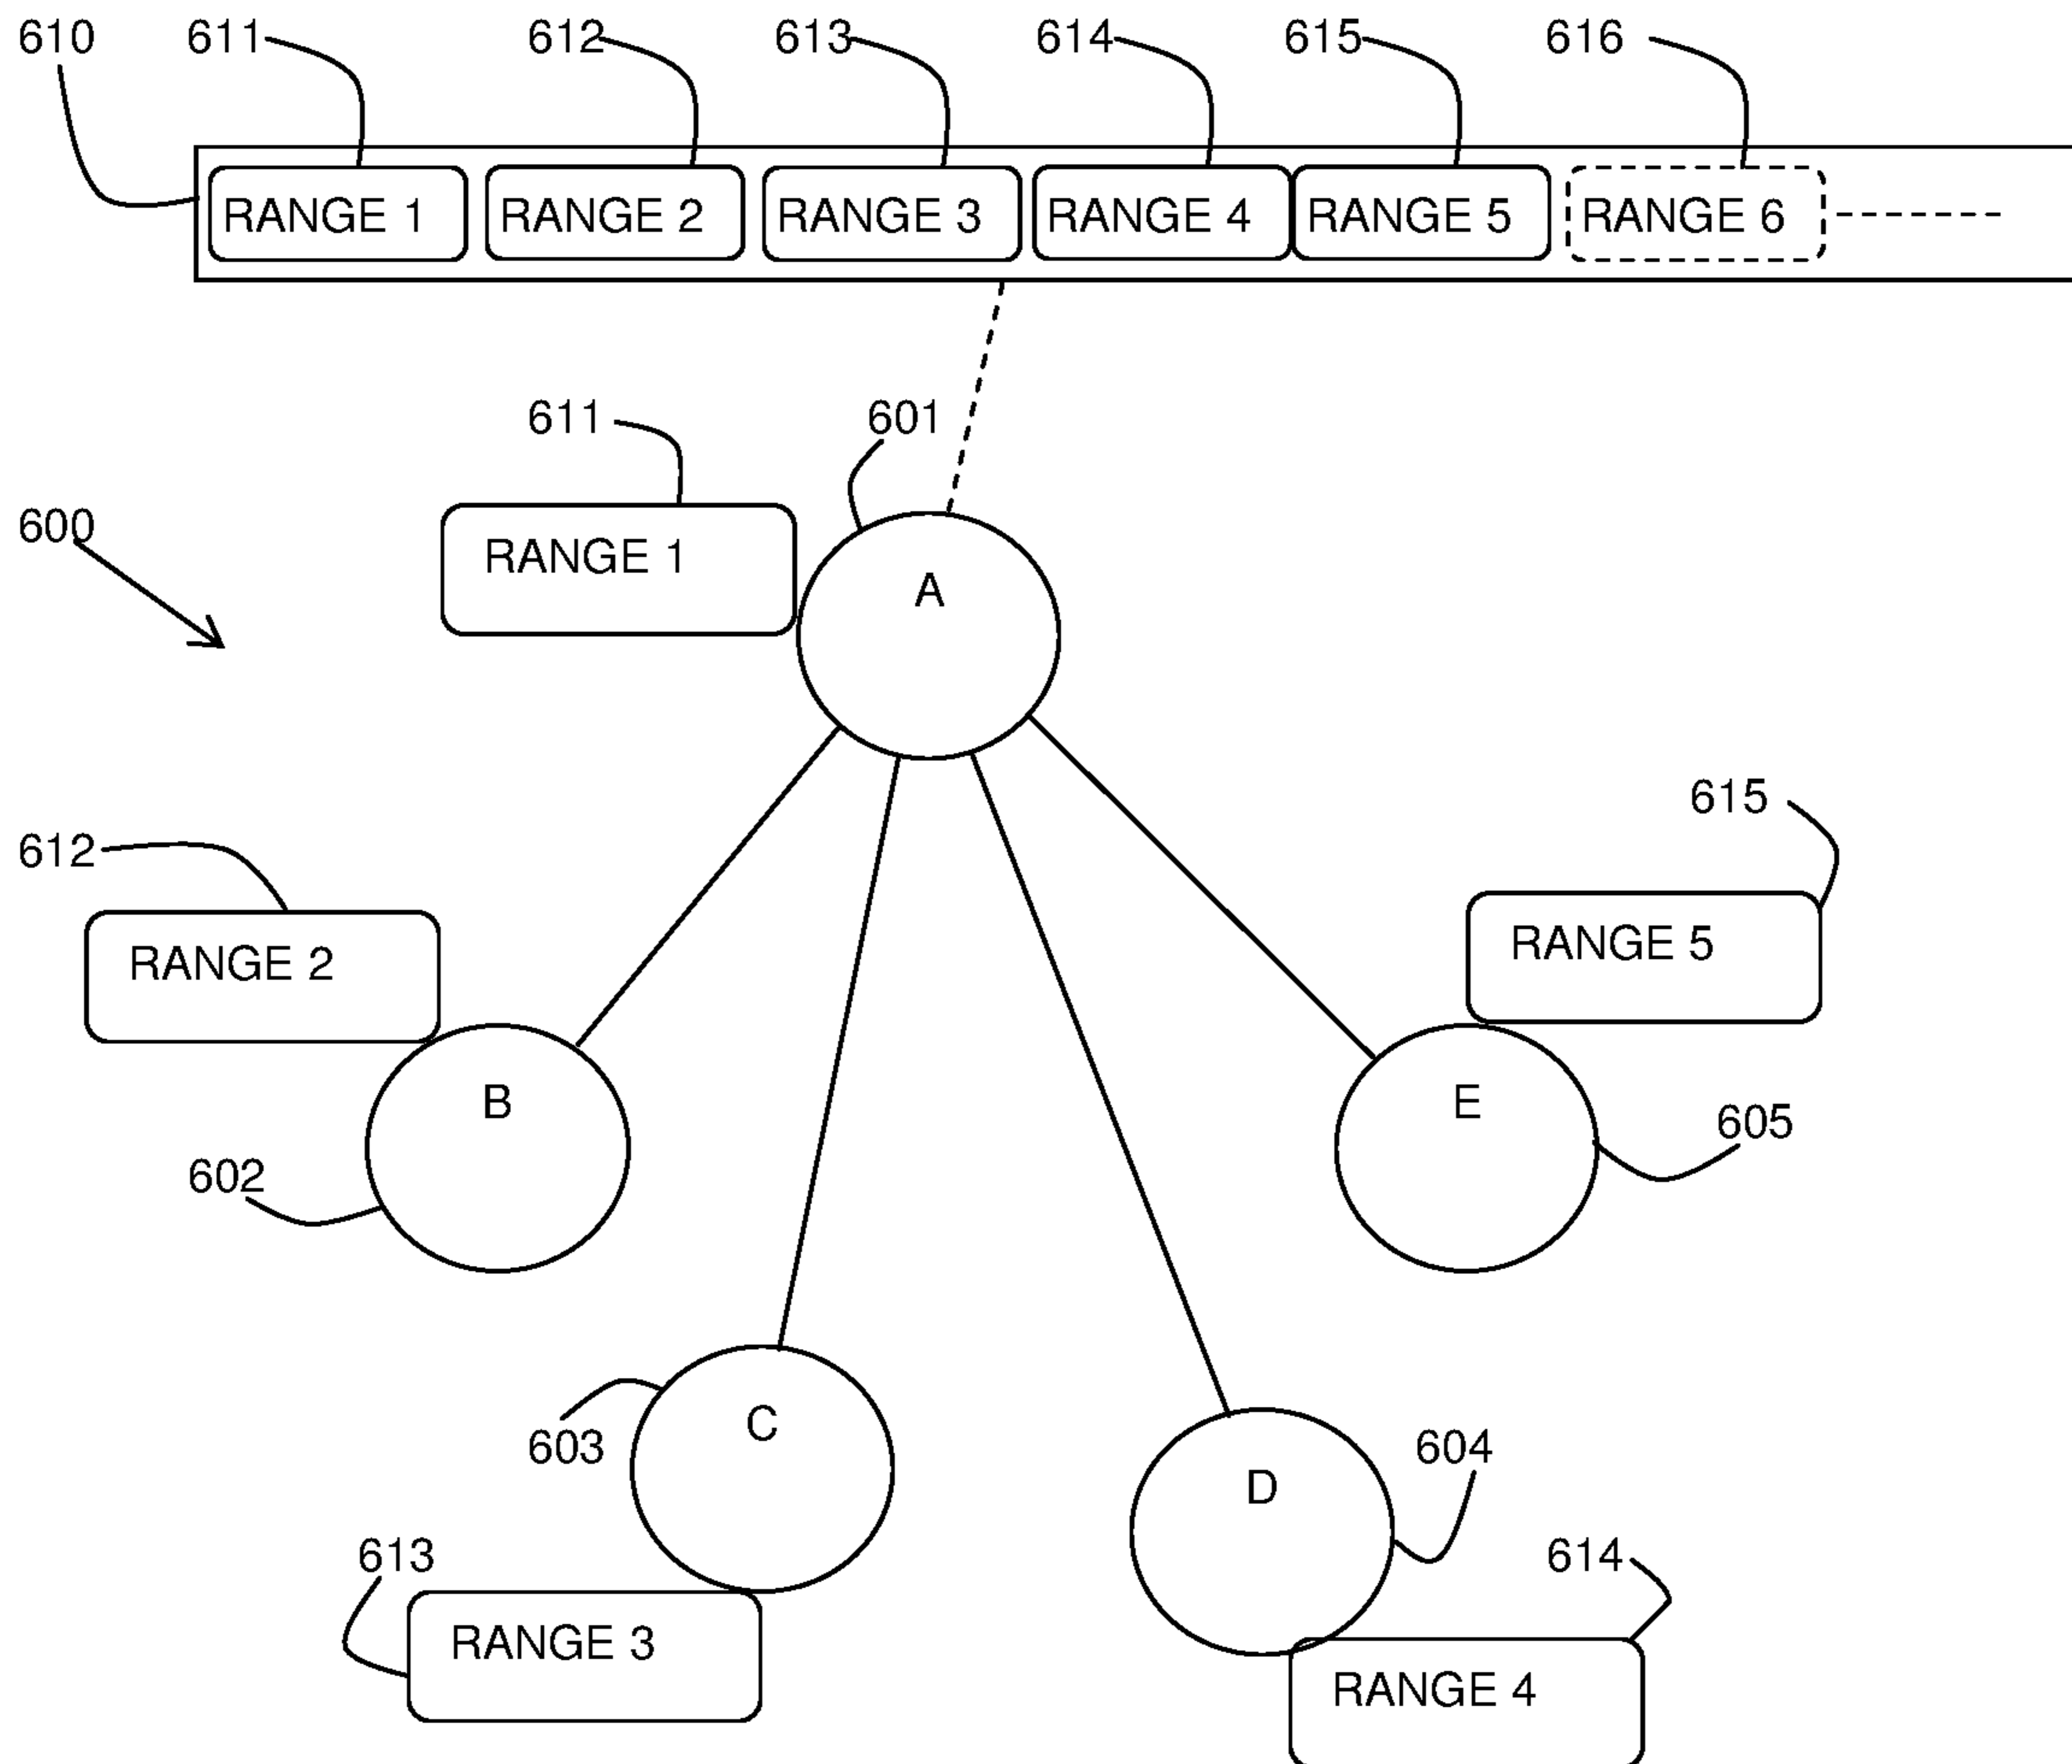 610 611 612 613 614 615 616
RANGE 1 RANGE 2 RANGE 3 RANGE 4 RANGE 5 RANGE 6
611 601
600
RANGE 1
A
615
612
RANGE 5
RANGE 2
B
E
605
602
C
603
604
D
613
614
RANGE 3
RANGE 4